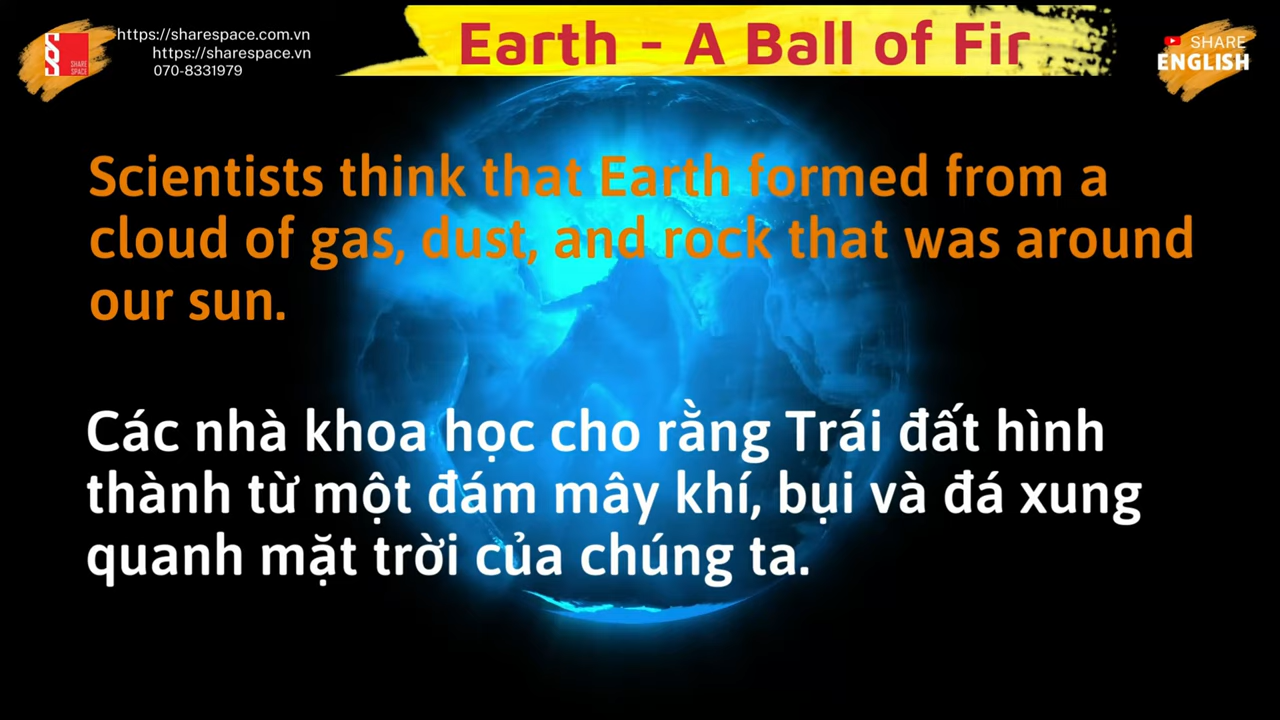 https://sharespace.com.vn
https://sharespace.vn
070-8331979
SHARE
SPACE
Earth - A Ball of Fir
SHARE
ENGLISH
Scientists think that Earth formed from a
cloud of gas, dust, and rock that was around
our sun.
Các nhà khoa học cho rằng Trái đất hình
thành từ một đám mây khí, bụi và đá xung
quanh mặt trời của chúng ta.